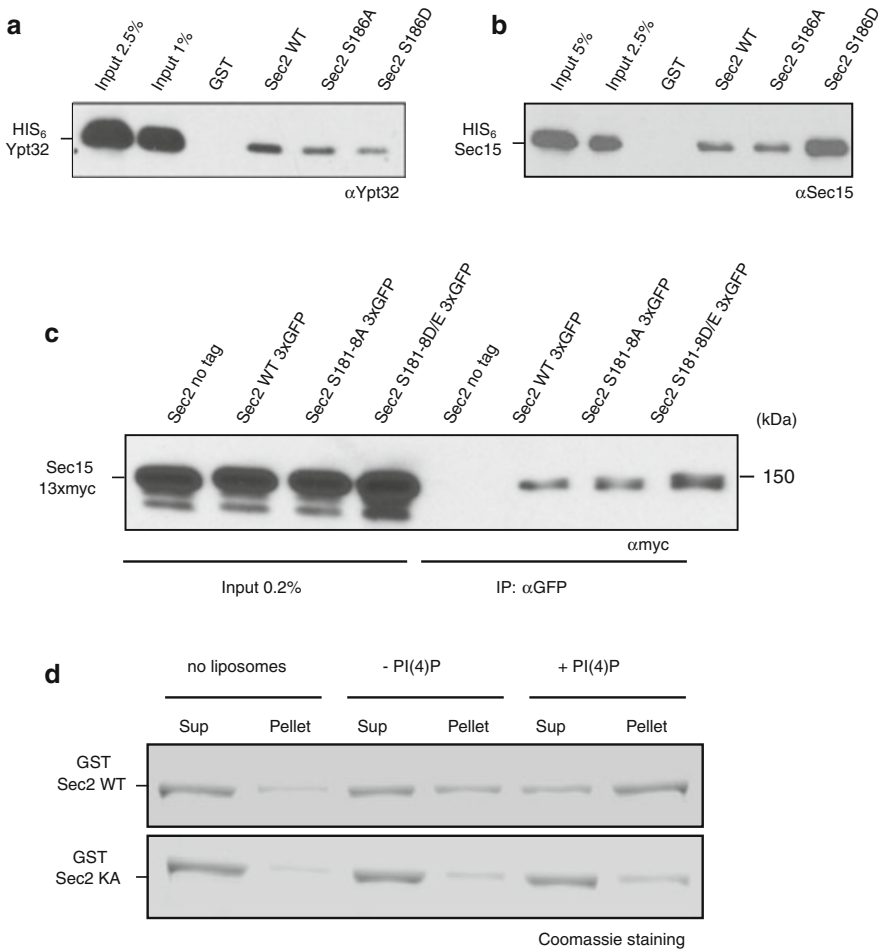 a
Input 2.5%
Input 1%
GST
Sec2 WT
Sec2 S186A
Sec2 S186D
HIS6
Ypt32
αYpt32
b
Input 5%
Input 2.5%
GST
Sec2 WT
Sec2 S186A
Sec2 S186D
HIS6
Sec15
αSec15
c
Sec2 no tag
Sec2 WT 3xGFP
Sec2 S181-8A 3xGFP
Sec2 S181-8D/E 3xGFP
Sec2 no tag
Sec2 WT 3xGFP
Sec2 S181-8A 3xGFP
Sec2 S181-8D/E 3xGFP
(kDa)
Sec15
13xmyc
150
αmyc
Input 0.2%
IP: αGFP
d
no liposomes
- PI(4)P
+ PI(4)P
Sup
Pellet
Sup
Pellet
Sup
Pellet
GST
Sec2 WT
GST
Sec2 KA
Coomassie staining